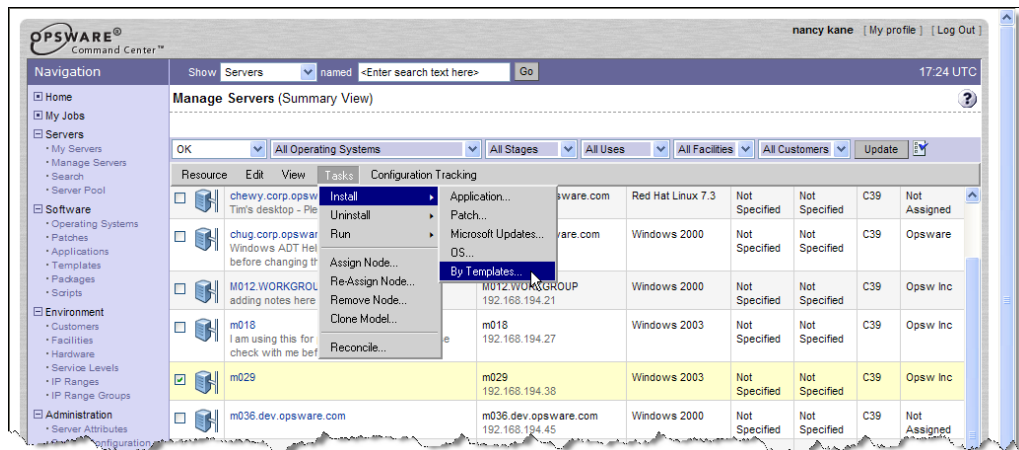 OPSWARE®
Command Center™
nancy kane [ My profile ] [ Log Out ]
Navigation
Show Servers named <Enter search text here> Go 17:24 UTC
Home
My Jobs
Servers
My Servers
Manage Servers
Search
Server Pool
Software
Operating Systems
Patches
Applications
Templates
Packages
Scripts
Environment
Customers
Facilities
Hardware
Service Levels
IP Ranges
IP Range Groups
Administration
Server Attributes
Manage Servers (Summary View) ?
OK All Operating Systems All Stages All Uses All Facilities All Customers Update
Resource Edit View Tasks Configuration Tracking
Install
Uninstall
Run
Assign Node...
Re-Assign Node...
Remove Node...
Clone Model...
Reconcile...
Application...
Patch...
Microsoft Updates...
OS...
By Templates...
chewy.corp.opsw sware.com Red Hat Linux 7.3 Not Specified Not Specified C39 Not Assigned
Tim's desktop - Ple
chug.corp.opswar vare.com Windows 2000 Not Specified Not Specified C39 Opsware
Windows ADT Hel
before changing th
M012.WORKGROU M012.WORKGROUP Windows 2000 Not Specified Not Specified C39 Opsw Inc
adding notes here 192.168.194.21
m018 m018 Windows 2003 Not Specified Not Specified C39 Opsw Inc
I am using this for e 192.168.194.27
check with me bef
m029 m029 Windows 2003 Not Specified Not Specified C39 Opsw Inc
192.168.194.38
m036.dev.opsware.com m036.dev.opsware.com Windows 2000 Not Specified Not Specified C39 Not Assigned
192.168.194.45